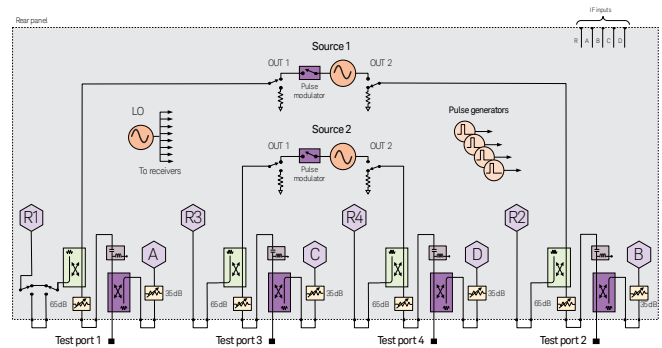 IF inputs
Rear panel
R A B C D
Source 1
OUT 1
OUT 2
Pulse
modulator
LO
To receivers
Source 2
OUT 1
OUT 2
Pulse
modulator
Pulse generators
R1
R3
R4
R2
A
C
D
B
65dB
35dB
65dB
35dB
65dB
35dB
65dB
35dB
Test port 1
Test port 3
Test port 4
Test port 2